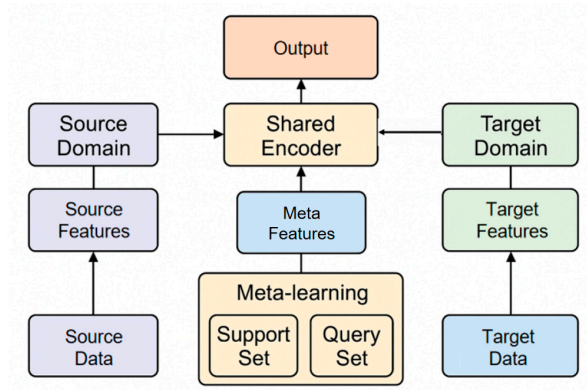 Output
Source
Domain
Shared
Encoder
Target
Domain
Source
Features
Meta
Features
Target
Features
Meta-learning
Support
Set
Query
Set
Source
Data
Target
Data